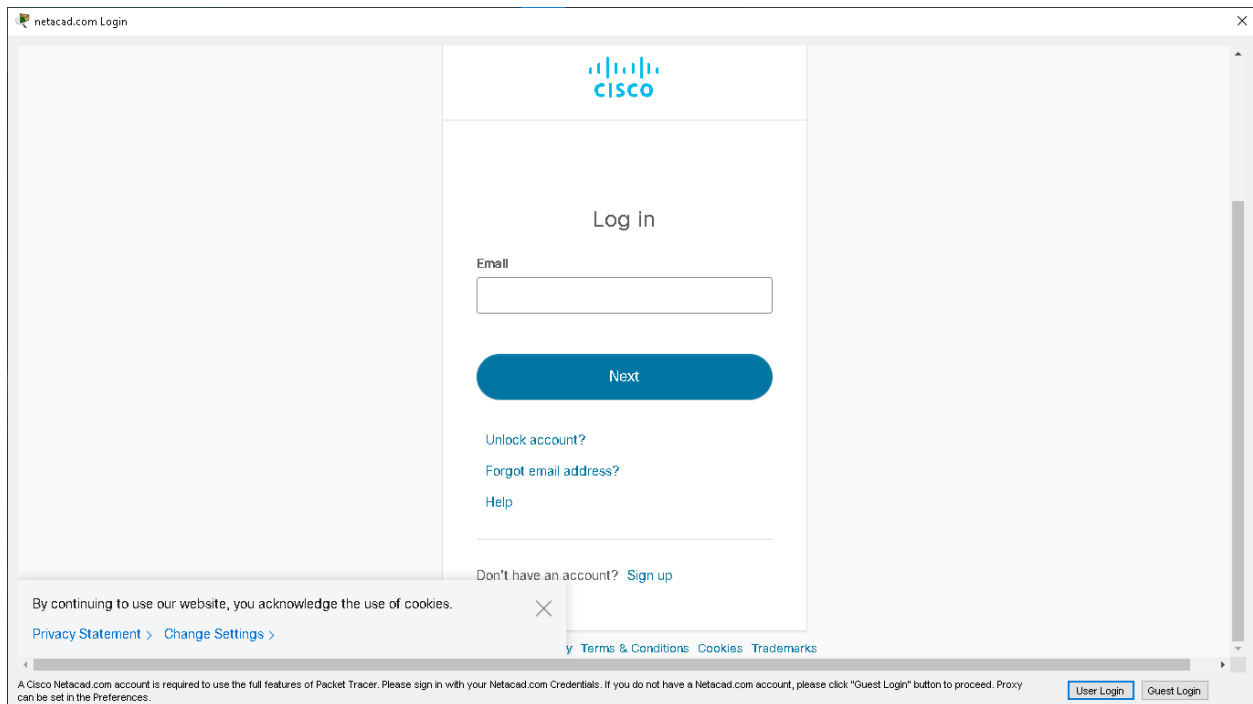 netacad.com Login
CISCO
Log in
Email
Next
Unlock account?
Forgot email address?
Help
Don't have an account? Sign up
By continuing to use our website, you acknowledge the use of cookies.
Privacy Statement > Change Settings >
y Terms & Conditions Cookies Trademarks
A Cisco Netacad.com account is required to use the full features of Packet Tracer. Please sign in with your Netacad.com Credentials. If you do not have a Netacad.com account, please click "Guest Login" button to proceed. Proxy
can be set in the Preferences.
User Login Guest Login